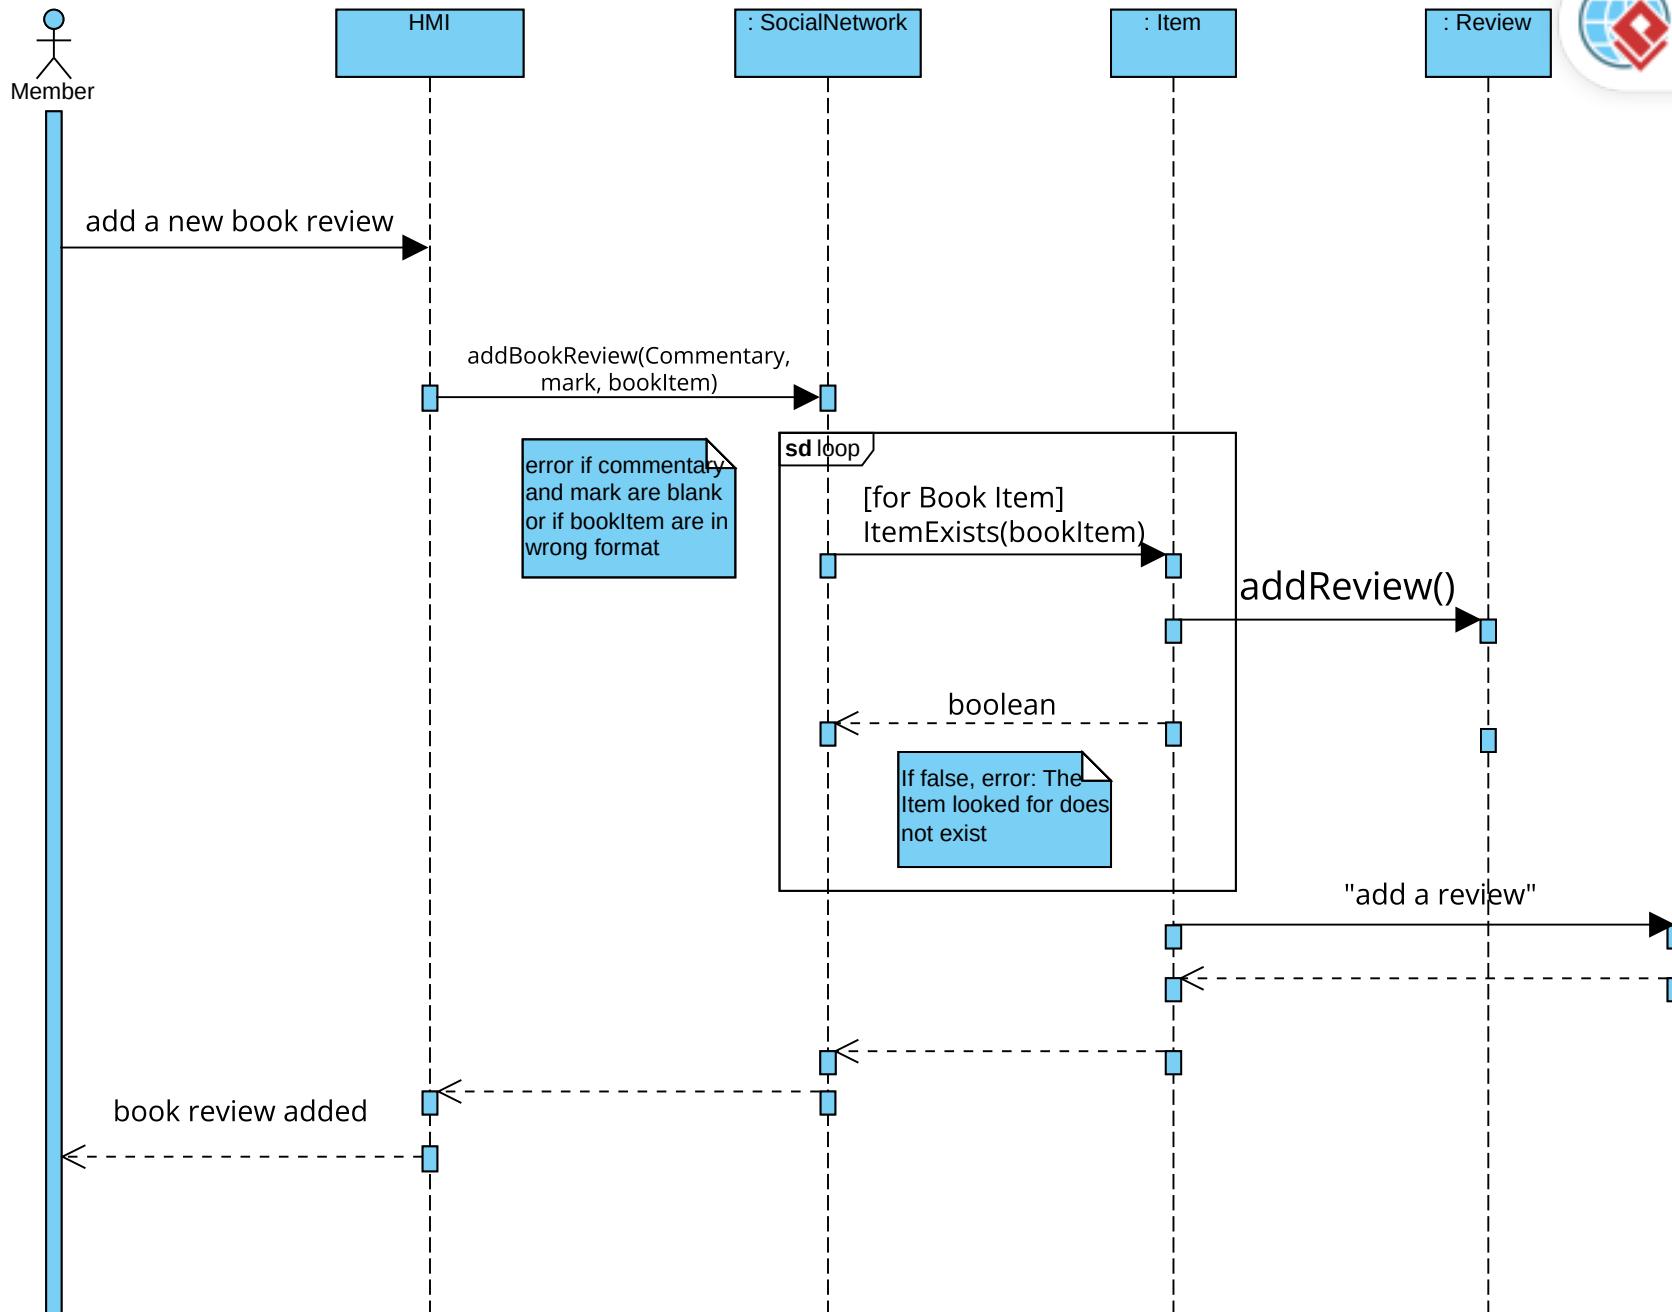 HMI
: SocialNetwork
: Item
: Review
Member
add a new book review
addBookReview(Commentary,
mark, bookItem)
sd loop
error if commentary
and mark are blank
or if bookItem are in
wrong format
[for Book Item]
ItemExists(bookItem)
addReview()
boolean
If false, error: The
Item looked for does
not exist
"add a review"
book review added